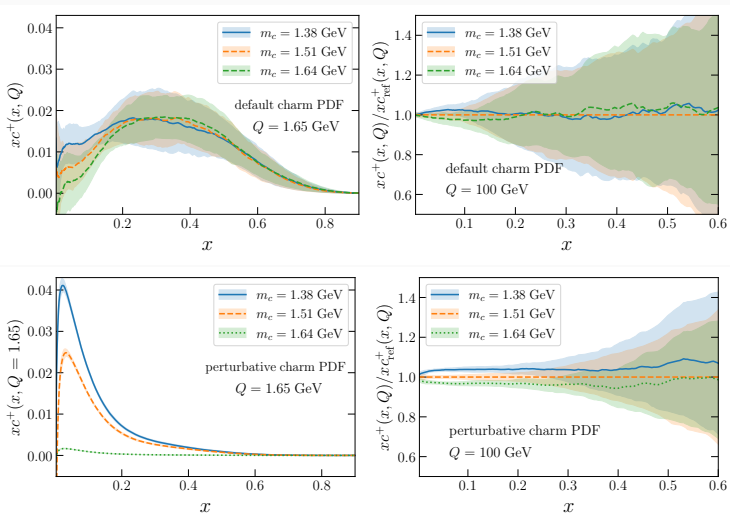 0.04
0.03
0.02
0.01
0.00
xc⁺(x, Q)
m_c = 1.38 GeV
m_c = 1.51 GeV
m_c = 1.64 GeV
default charm PDF
Q = 1.65 GeV
0.2
0.4
0.6
0.8
x
1.4
1.2
1.0
0.8
0.6
xc⁺(x, Q)/xc⁺_ref(x, Q)
m_c = 1.38 GeV
m_c = 1.51 GeV
m_c = 1.64 GeV
default charm PDF
Q = 100 GeV
0.1
0.2
0.3
0.4
0.5
0.6
x
0.04
0.03
0.02
0.01
0.00
xc⁺(x, Q = 1.65)
m_c = 1.38 GeV
m_c = 1.51 GeV
m_c = 1.64 GeV
perturbative charm PDF
Q = 1.65 GeV
0.2
0.4
0.6
0.8
x
1.4
1.2
1.0
0.8
0.6
xc⁺(x, Q)/xc⁺_ref(x, Q)
m_c = 1.38 GeV
m_c = 1.51 GeV
m_c = 1.64 GeV
perturbative charm PDF
Q = 100 GeV
0.1
0.2
0.3
0.4
0.5
0.6
x